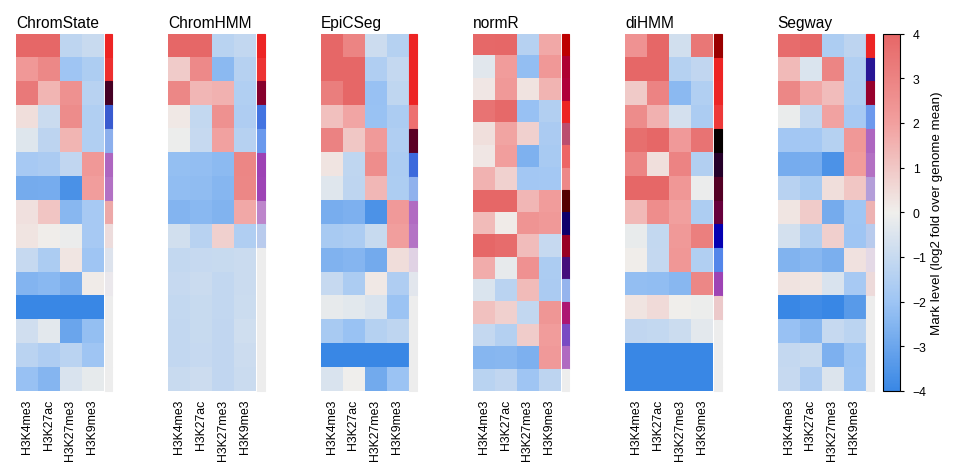 ChromState
ChromHMM
EpiCSeg
normR
diHMM
Segway
H3K4me3
H3K27ac
H3K27me3
H3K9me3
H3K4me3
H3K27ac
H3K27me3
H3K9me3
H3K4me3
H3K27ac
H3K27me3
H3K9me3
H3K4me3
H3K27ac
H3K27me3
H3K9me3
H3K4me3
H3K27ac
H3K27me3
H3K9me3
H3K4me3
H3K27ac
H3K27me3
H3K9me3
4
3
2
1
0
−1
−2
−3
−4
Mark level (log2 fold over genome mean)